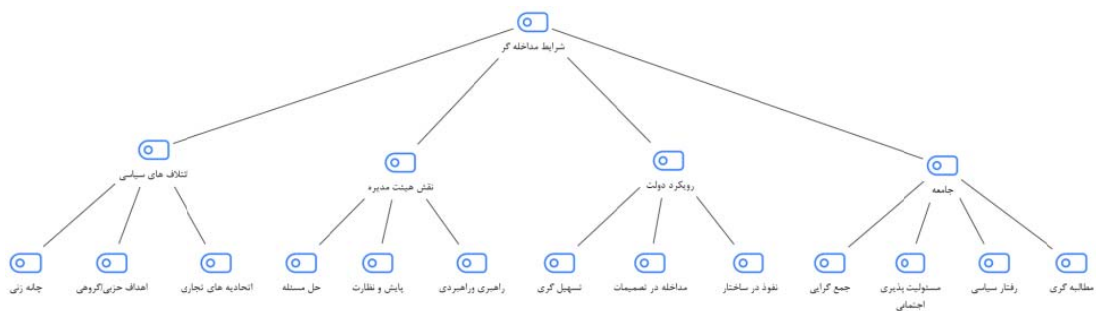 شرایط مداخله گر
ئتلاف های سیاسی
نقش هیئت مدیره
رویکرد دولت
جامعه
مطالبه گری
رفتار سیاسی
مسئولیت پذیری
اجتماعی
جمع گرایی
نفوذ در ساختار
مداخله در تصمیمات
تسهیل گری
راهبری وراهبردی
پایش و نظارت
حل مسئله
اتحادیه های تجاری
اهداف حزبی/گروهی
چانه زنی